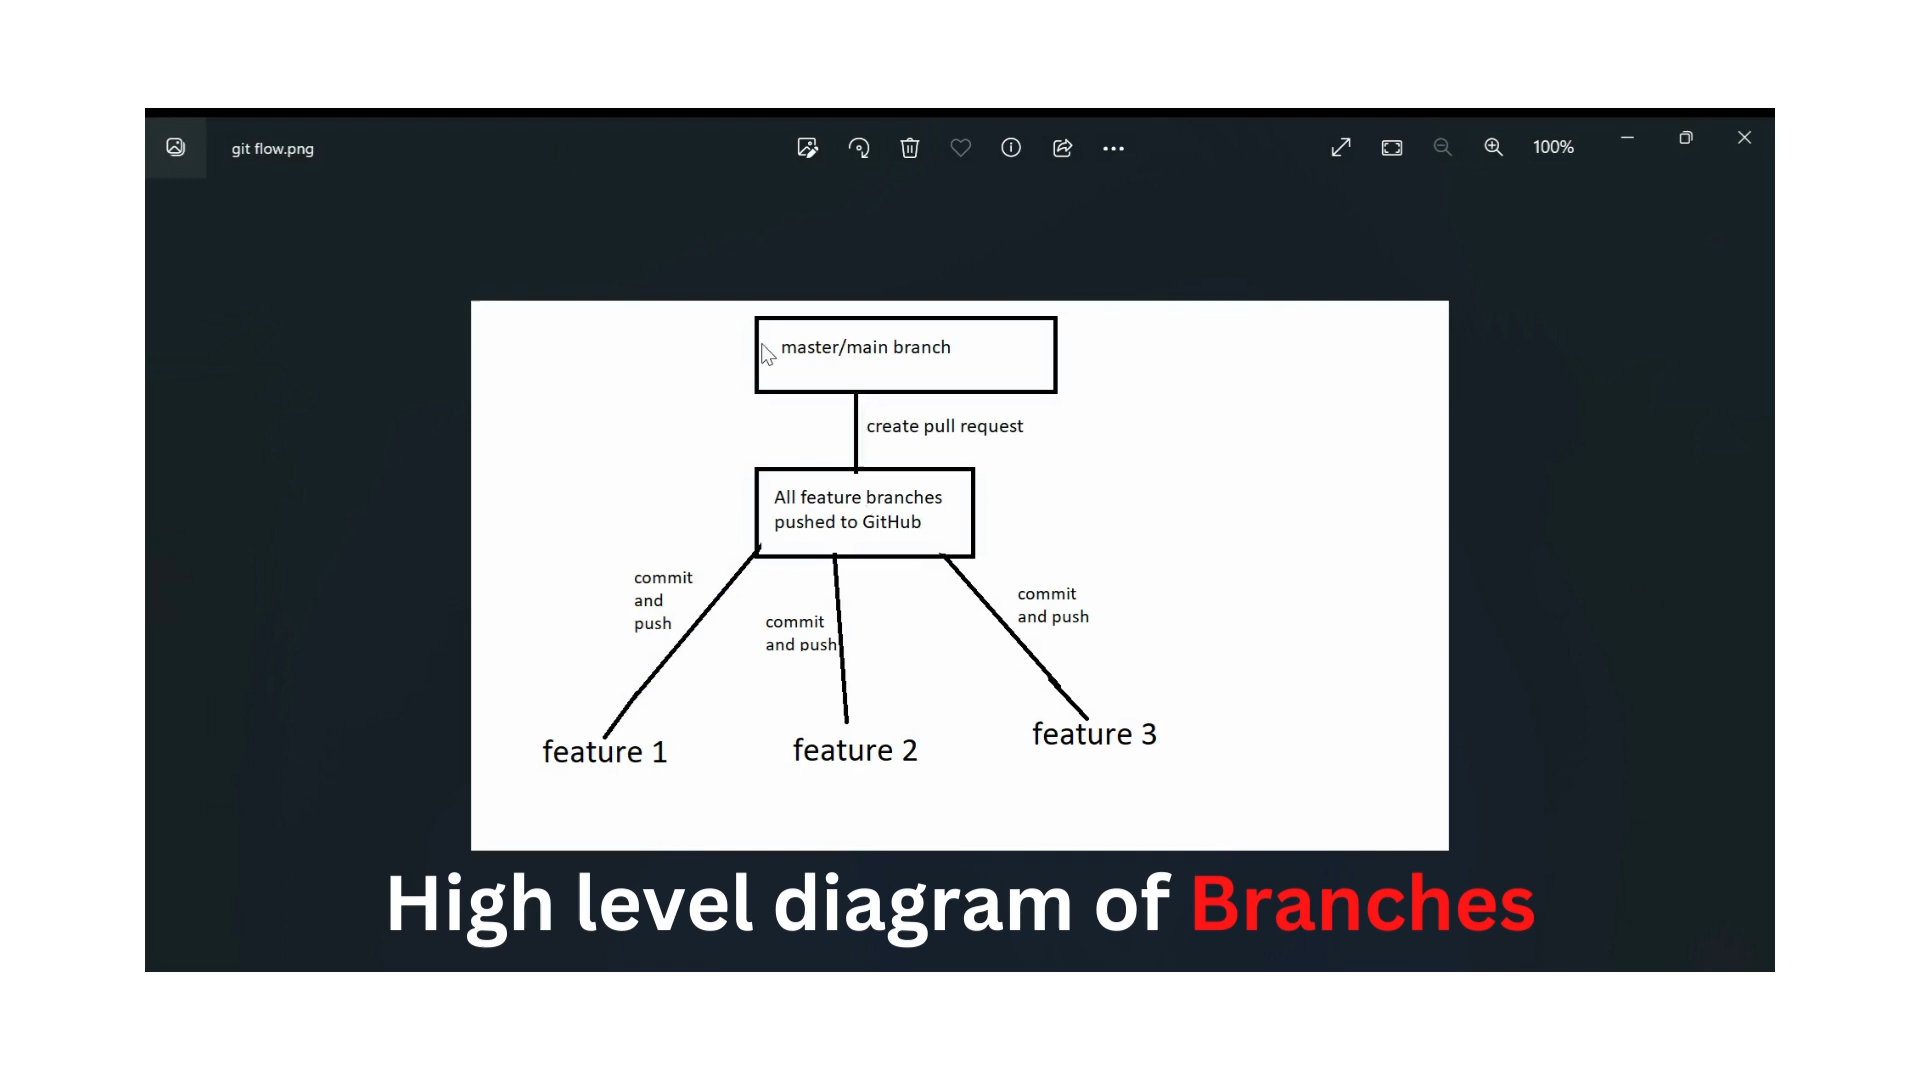 git flow.png
100%
master/main branch
create pull request
All feature branches
pushed to GitHub
commit
and
push
commit
and push
commit
and push
feature 1
feature 2
feature 3
High level diagram of Branches